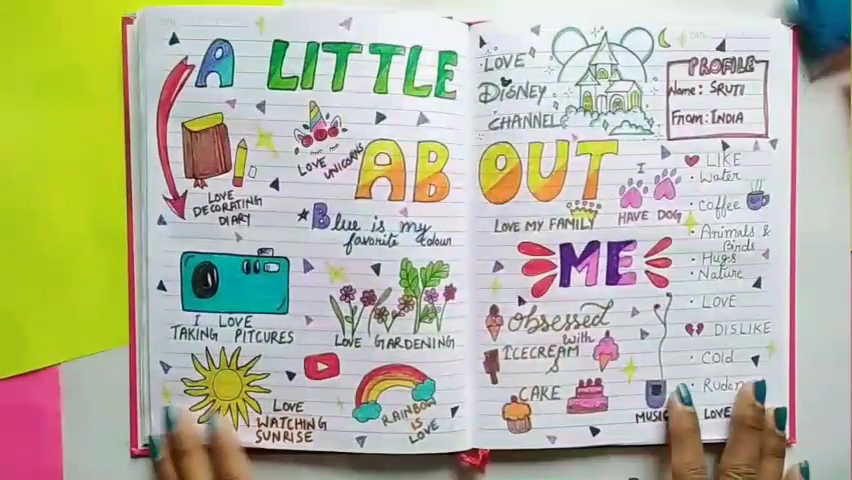 A LITTLE
LOVE UNICORNS
LOVE
DECORATING
DIARY
AB
Blue is my
favorite colour
I LOVE
TAKING PITCURES
LOVE GARDENING
LOVE
WATCHING
SUNRISE
RAINBOW
IS
LOVE
LOVE
DISNEY
CHANNEL
PROFILE
Name: SRUTI
From: INDIA
OUT
I
HAVE DOG
LOVE MY FAMILY
ME
LIKE
Water
Coffee
Animals &
Birds
Hugs
Nature
LOVE
DISLIKE
Cold
Obsessed
with
ICECREAM
&
CAKE
MUSIC
LOVE